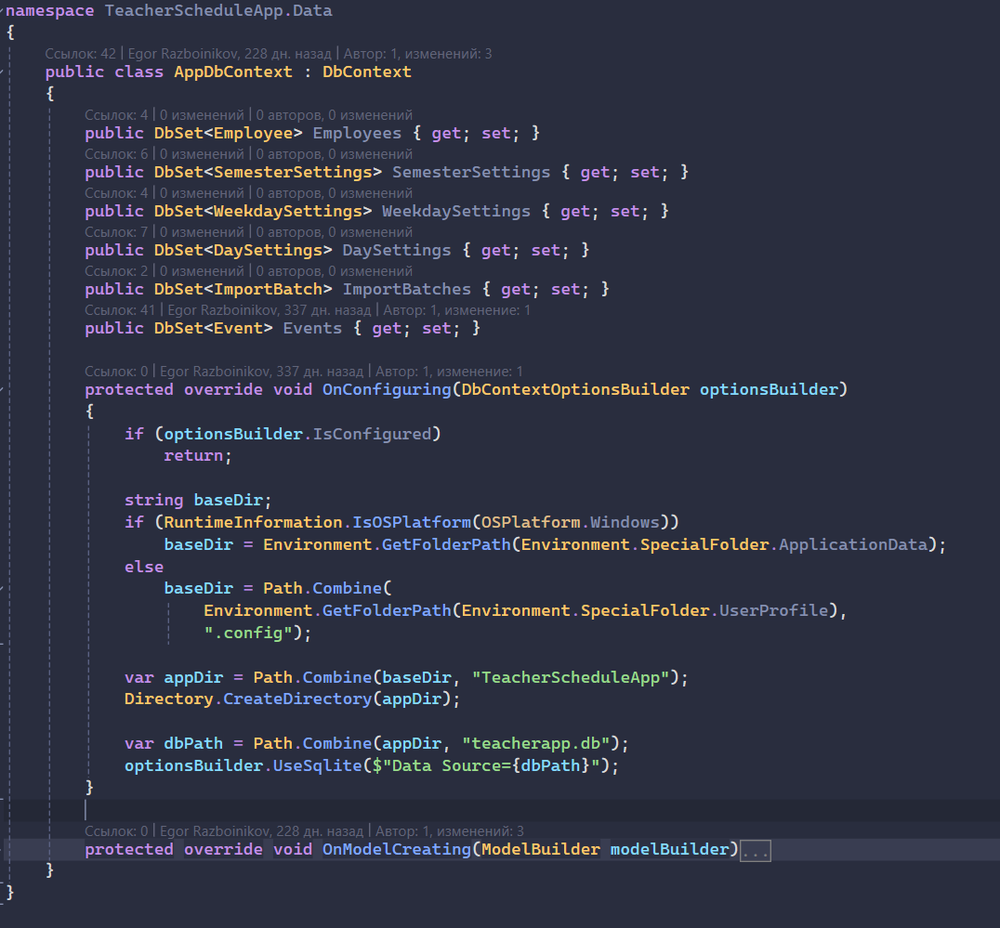 namespace TeacherScheduleApp.Data
{
Ссылок: 42 | Egor Razboinikov, 228 дн. назад | Автор: 1, изменений: 3
public class AppDbContext : DbContext
{
Ссылок: 4 | 0 изменений | 0 авторов, 0 изменений
public DbSet<Employee> Employees { get; set; }
Ссылок: 6 | 0 изменений | 0 авторов, 0 изменений
public DbSet<SemesterSettings> SemesterSettings { get; set; }
Ссылок: 4 | 0 изменений | 0 авторов, 0 изменений
public DbSet<WeekdaySettings> WeekdaySettings { get; set; }
Ссылок: 7 | 0 изменений | 0 авторов, 0 изменений
public DbSet<DaySettings> DaySettings { get; set; }
Ссылок: 2 | 0 изменений | 0 авторов, 0 изменений
public DbSet<ImportBatch> ImportBatches { get; set; }
Ссылок: 41 | Egor Razboinikov, 337 дн. назад | Автор: 1, изменение: 1
public DbSet<Event> Events { get; set; }
Ссылок: 0 | Egor Razboinikov, 337 дн. назад | Автор: 1, изменение: 1
protected override void OnConfiguring(DbContextOptionsBuilder optionsBuilder)
{
if (optionsBuilder.IsConfigured)
return;
string baseDir;
if (RuntimeInformation.IsOSPlatform(OSPlatform.Windows))
baseDir = Environment.GetFolderPath(Environment.SpecialFolder.ApplicationData);
else
baseDir = Path.Combine(
Environment.GetFolderPath(Environment.SpecialFolder.UserProfile),
".config");
var appDir = Path.Combine(baseDir, "TeacherScheduleApp");
Directory.CreateDirectory(appDir);
var dbPath = Path.Combine(appDir, "teacherapp.db");
optionsBuilder.UseSqlite($"Data Source={dbPath}");
}
Ссылок: 0 | Egor Razboinikov, 228 дн. назад | Автор: 1, изменений: 3
protected override void OnModelCreating(ModelBuilder modelBuilder)...
}
}